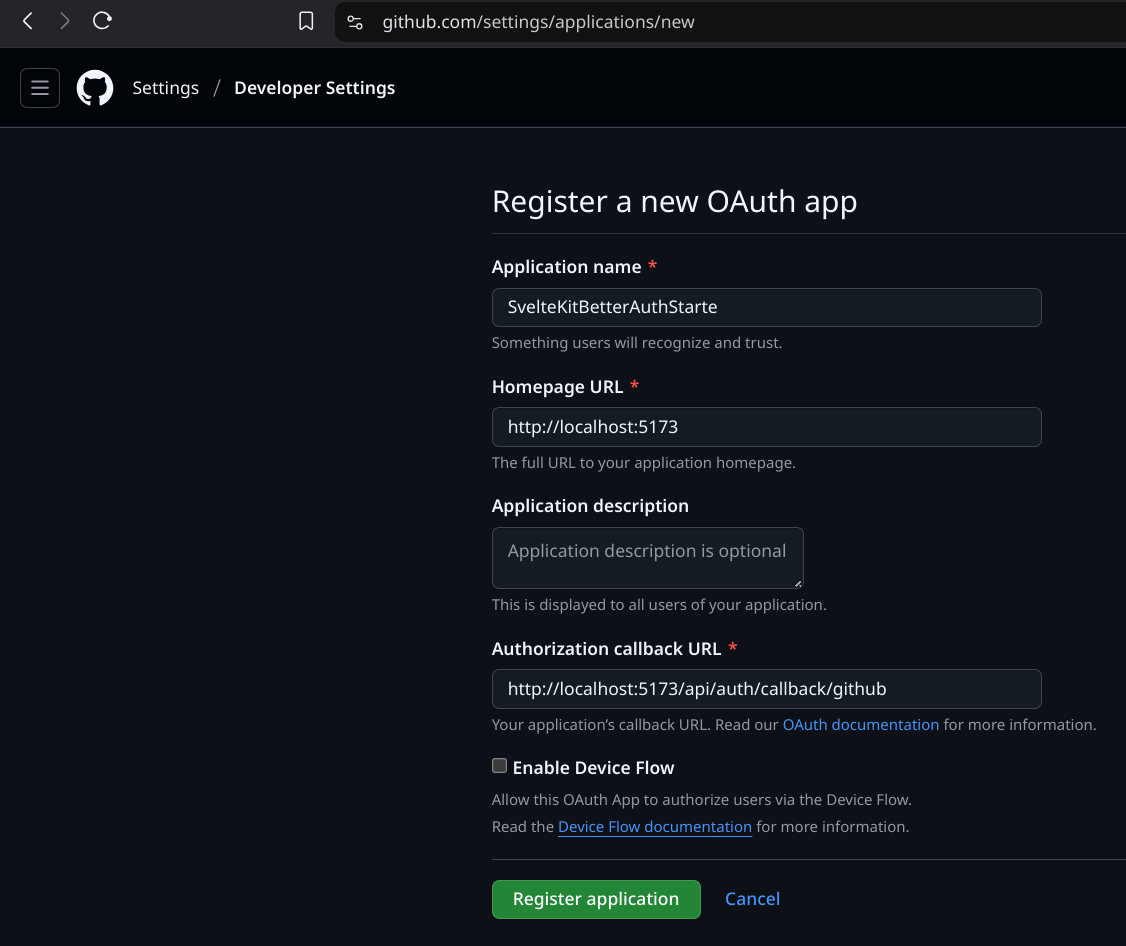 github.com/settings/applications/new
Settings / Developer Settings
Register a new OAuth app
Application name *
SvelteKitBetterAuthStarte
Something users will recognize and trust.
Homepage URL *
http://localhost:5173
The full URL to your application homepage.
Application description
Application description is optional
This is displayed to all users of your application.
Authorization callback URL *
http://localhost:5173/api/auth/callback/github
Your application’s callback URL. Read our OAuth documentation for more information.
Enable Device Flow
Allow this OAuth App to authorize users via the Device Flow.
Read the Device Flow documentation for more information.
Register application Cancel